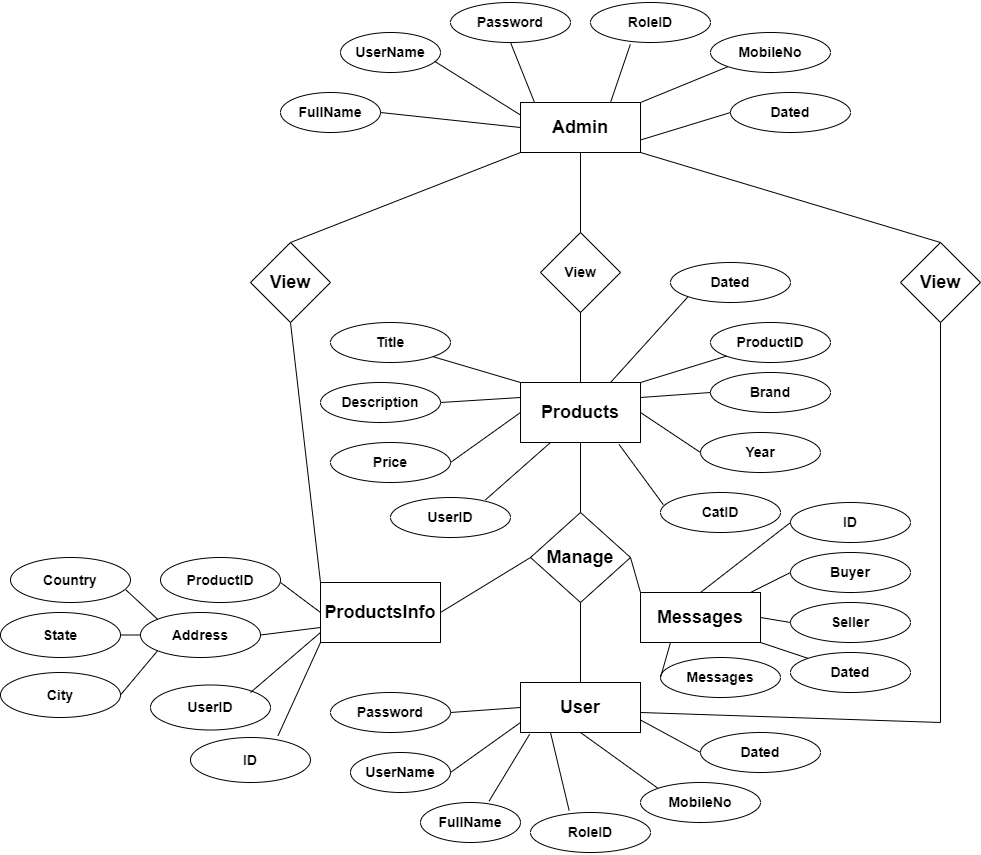 Password
RoleID
UserName
MobileNo
FullName
Dated
Admin
View
View
View
Dated
Title
ProductID
Description
Brand
Products
Price
Year
UserID
CatID
ID
Manage
Country
ProductID
Buyer
ProductsInfo
Messages
Seller
State
Address
Messages
Dated
City
UserID
User
Password
ID
UserName
Dated
FullName
RoleID
MobileNo